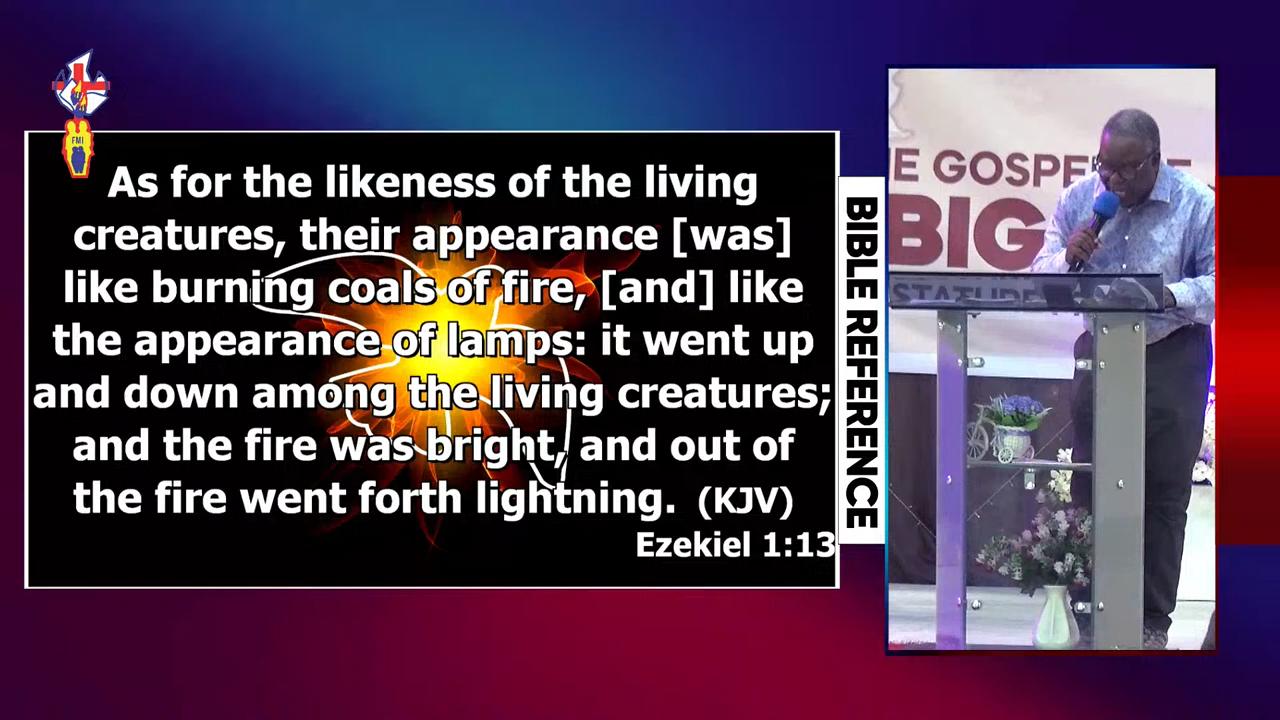 FMI
As for the likeness of the living
creatures, their appearance [was]
like burning coals of fire, [and] like
the appearance of lamps: it went up
and down among the living creatures;
and the fire was bright, and out of
the fire went forth lightning. (KJV)
Ezekiel 1:13
BIBLE REFERENCE
E GOSPE
BIG
STATURE